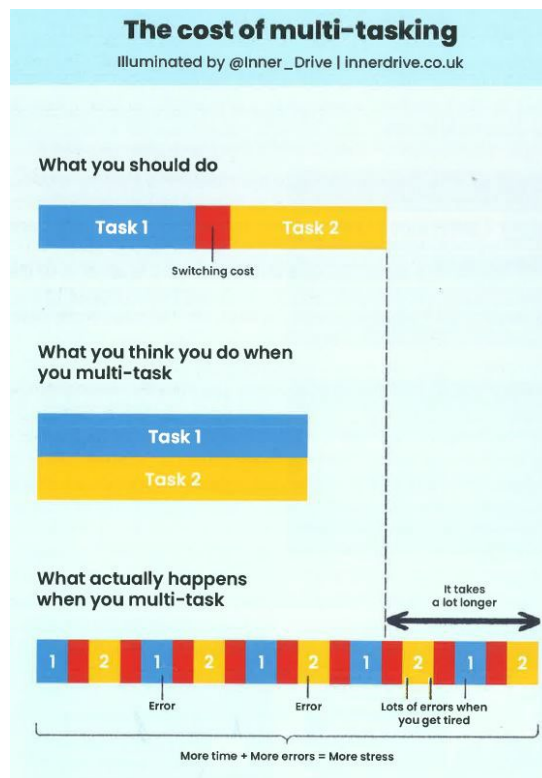 The cost of multi-tasking
Illuminated by @Inner_Drive | innerdrive.co.uk
What you should do
Task 1
Task 2
Switching cost
What you think you do when
you multi-task
Task 1
Task 2
What actually happens
when you multi-task
It takes
a lot longer
1 2 1 2 1 2 1 2 1 2
Error
Error
Lots of errors when
you get tired
More time + More errors = More stress